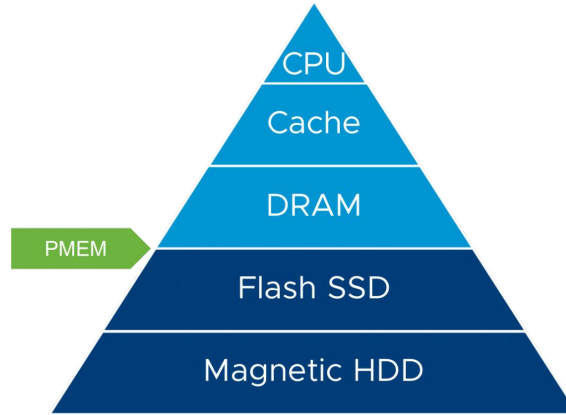 CPU
Cache
DRAM
PMEM
Flash SSD
Magnetic HDD